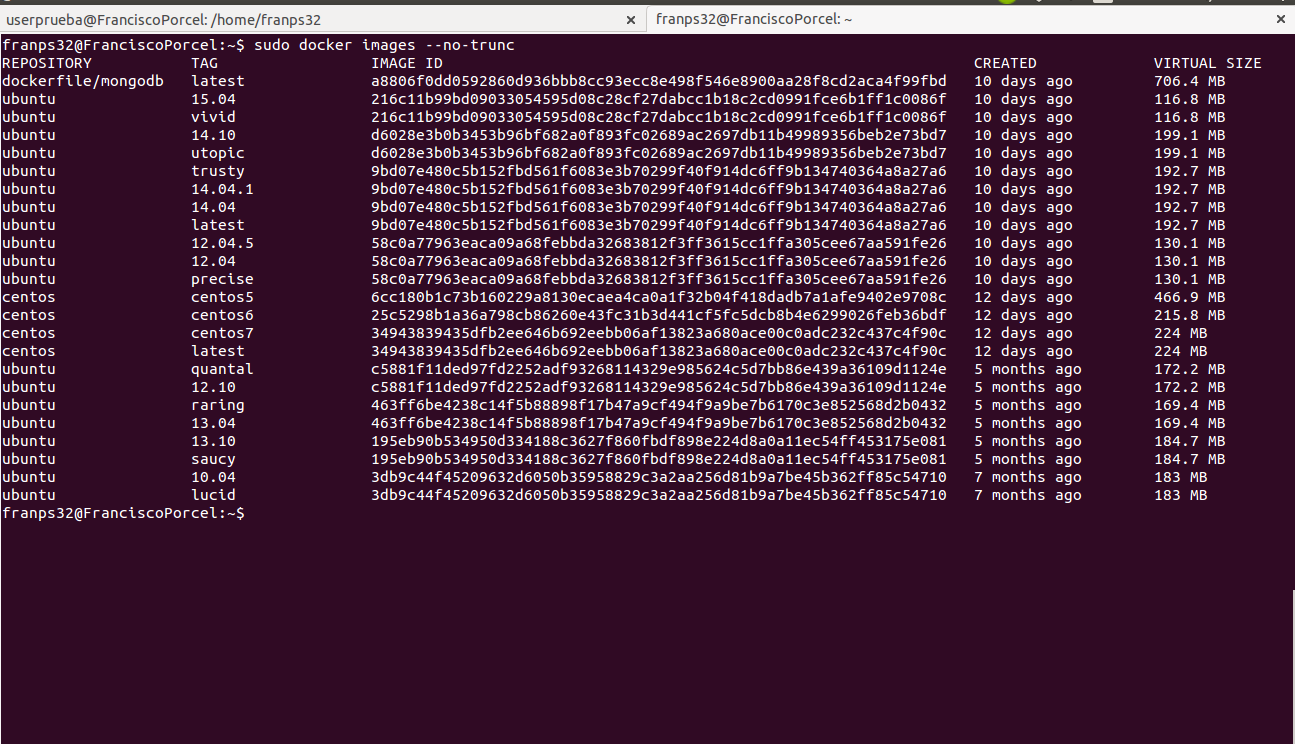 userprueba@FranciscoPorcel: /home/franps32 × franps32@FranciscoPorcel: ~ ×
franps32@FranciscoPorcel:~$ sudo docker images --no-trunc
REPOSITORY TAG IMAGE ID CREATED VIRTUAL SIZE
dockerfile/mongodb latest a8806f0dd0592860d936bbb8cc93ecc8e498f546e8900aa28f8cd2aca4f99fbd 10 days ago 706.4 MB
ubuntu 15.04 216c11b99bd09033054595d08c28cf27dabcc1b18c2cd0991fce6b1ff1c0086f 10 days ago 116.8 MB
ubuntu vivid 216c11b99bd09033054595d08c28cf27dabcc1b18c2cd0991fce6b1ff1c0086f 10 days ago 116.8 MB
ubuntu 14.10 d6028e3b0b3453b96bf682a0f893fc02689ac2697db11b49989356beb2e73bd7 10 days ago 199.1 MB
ubuntu utopic d6028e3b0b3453b96bf682a0f893fc02689ac2697db11b49989356beb2e73bd7 10 days ago 199.1 MB
ubuntu trusty 9bd07e480c5b152fbd561f6083e3b70299f40f914dc6ff9b134740364a8a27a6 10 days ago 192.7 MB
ubuntu 14.04.1 9bd07e480c5b152fbd561f6083e3b70299f40f914dc6ff9b134740364a8a27a6 10 days ago 192.7 MB
ubuntu 14.04 9bd07e480c5b152fbd561f6083e3b70299f40f914dc6ff9b134740364a8a27a6 10 days ago 192.7 MB
ubuntu latest 9bd07e480c5b152fbd561f6083e3b70299f40f914dc6ff9b134740364a8a27a6 10 days ago 192.7 MB
ubuntu 12.04.5 58c0a77963eaca09a68febbda32683812f3ff3615cc1ffa305cee67aa591fe26 10 days ago 130.1 MB
ubuntu 12.04 58c0a77963eaca09a68febbda32683812f3ff3615cc1ffa305cee67aa591fe26 10 days ago 130.1 MB
ubuntu precise 58c0a77963eaca09a68febbda32683812f3ff3615cc1ffa305cee67aa591fe26 10 days ago 130.1 MB
centos centos5 6cc180b1c73b160229a8130ecaea4ca0a1f32b04f418dadb7a1afe9402e9708c 12 days ago 466.9 MB
centos centos6 25c5298b1a36a798cb86260e43fc31b3d441cf5fc5dcb8b4e6299026feb36bdf 12 days ago 215.8 MB
centos centos7 34943839435dfb2ee646b692eebb06af13823a680ace00c0adc232c437c4f90c 12 days ago 224 MB
centos latest 34943839435dfb2ee646b692eebb06af13823a680ace00c0adc232c437c4f90c 12 days ago 224 MB
ubuntu quantal c5881f11ded97fd2252adf93268114329e985624c5d7bb86e439a36109d1124e 5 months ago 172.2 MB
ubuntu 12.10 c5881f11ded97fd2252adf93268114329e985624c5d7bb86e439a36109d1124e 5 months ago 172.2 MB
ubuntu raring 463ff6be4238c14f5b88898f17b47a9cf494f9a9be7b6170c3e852568d2b0432 5 months ago 169.4 MB
ubuntu 13.04 463ff6be4238c14f5b88898f17b47a9cf494f9a9be7b6170c3e852568d2b0432 5 months ago 169.4 MB
ubuntu 13.10 195eb90b534950d334188c3627f860fbdf898e224d8a0a11ec54ff453175e081 5 months ago 184.7 MB
ubuntu saucy 195eb90b534950d334188c3627f860fbdf898e224d8a0a11ec54ff453175e081 5 months ago 184.7 MB
ubuntu 10.04 3db9c44f45209632d6050b35958829c3a2aa256d81b9a7be45b362ff85c54710 7 months ago 183 MB
ubuntu lucid 3db9c44f45209632d6050b35958829c3a2aa256d81b9a7be45b362ff85c54710 7 months ago 183 MB
franps32@FranciscoPorcel:~$